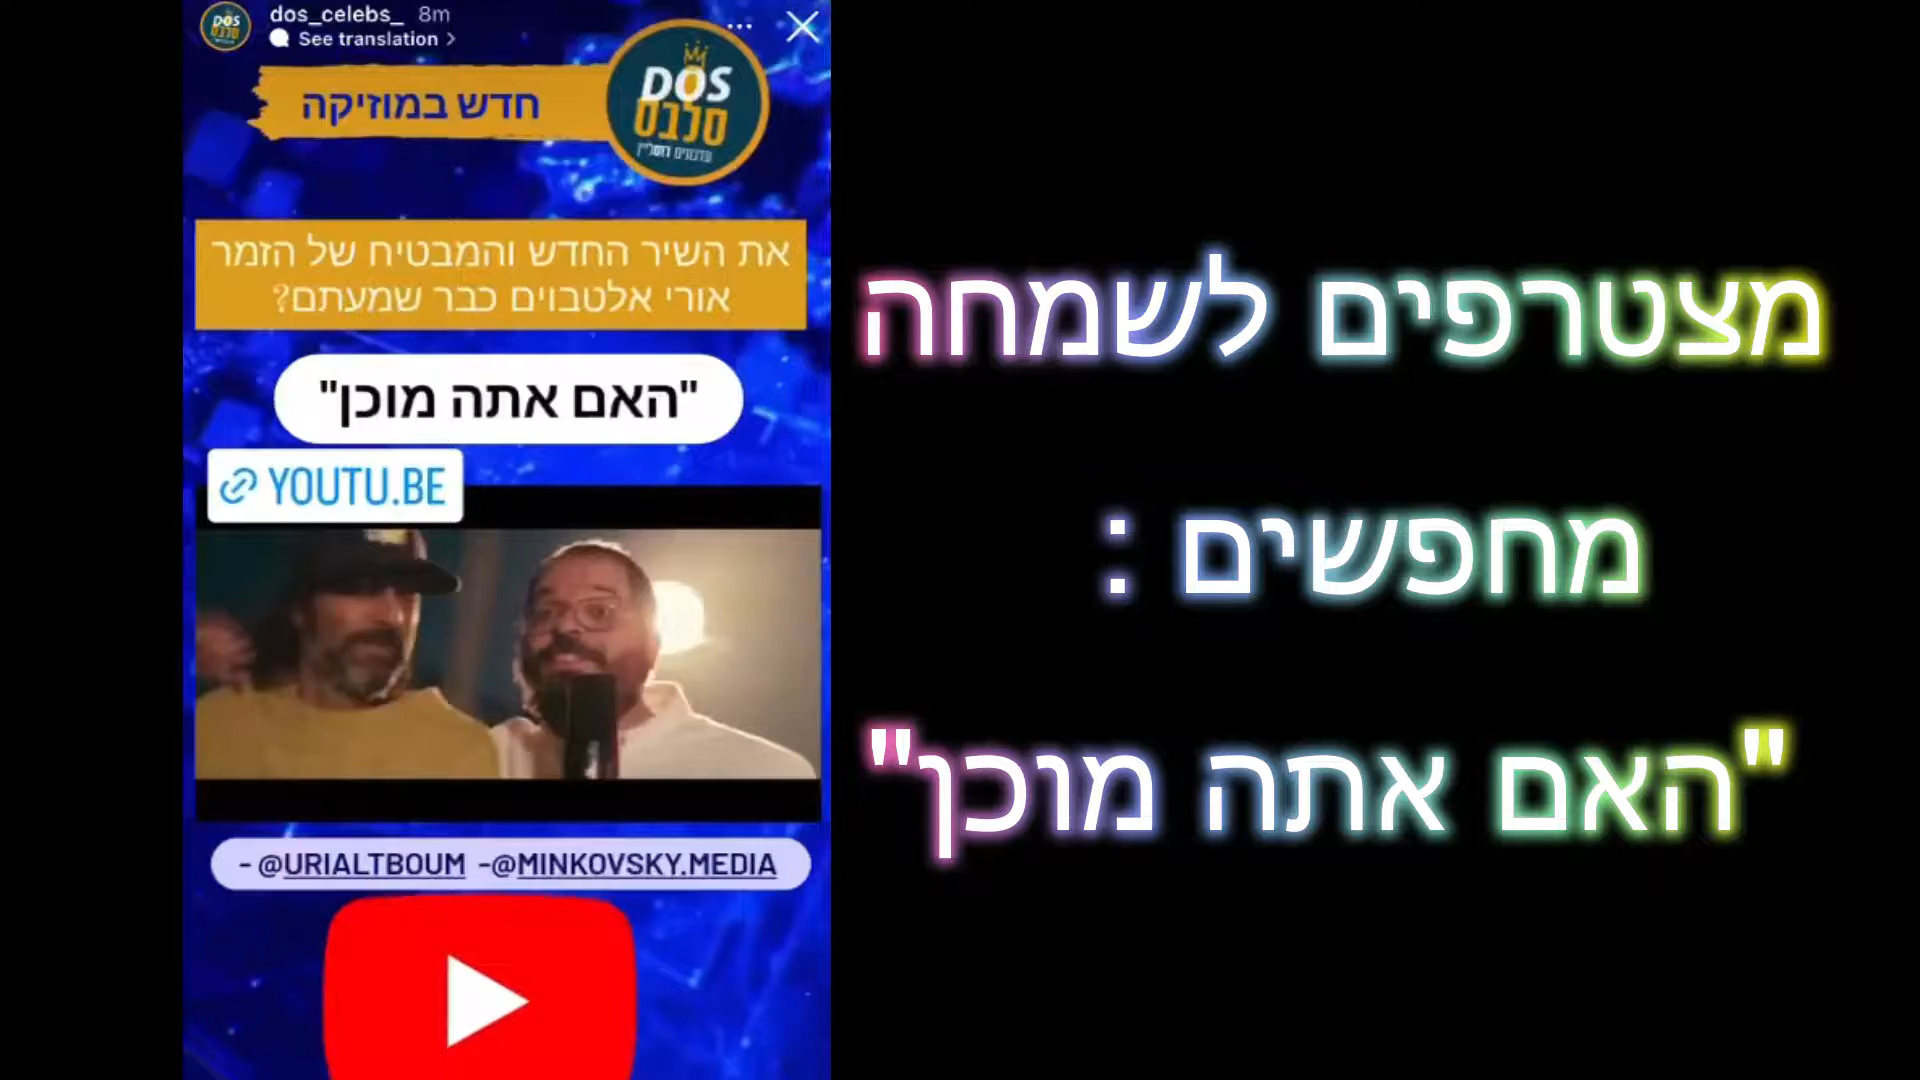 dos_celebs_ 8m
See translation >
DOS
סלבס
חדש במוזיקה
את השיר החדש והמבטיח של הזמר
אורי אלטבוים כבר שמעתם?
"האם אתה מוכן"
YOUTU.BE
- @URIALTBOUM -@MINKOVSKY.MEDIA
מצטרפים לשמחה
מחפשים :
"האם אתה מוכן"